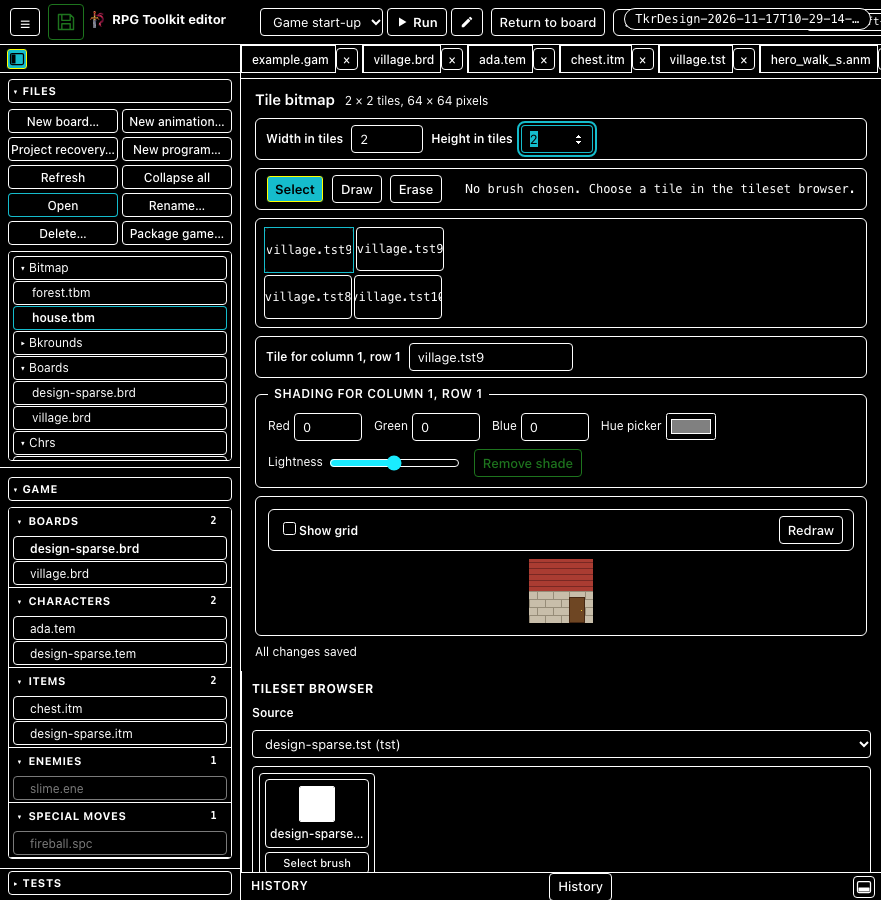 RPG Toolkit editor
Game start-up
Run
Return to board
TkrDesign-2026-11-17T10-29-14-…
example.gam x
village.brd x
ada.tem x
chest.itm x
village.tst x
hero_walk_s.anm
FILES
New board...
New animation...
Project recovery...
New program...
Refresh
Collapse all
Open
Rename...
Delete...
Package game...
Bitmap
forest.tbm
house.tbm
Bkrounds
Boards
design-sparse.brd
village.brd
Chrs
GAME
BOARDS 2
design-sparse.brd
village.brd
CHARACTERS 2
ada.tem
design-sparse.tem
ITEMS 2
chest.itm
design-sparse.itm
ENEMIES 1
slime.ene
SPECIAL MOVES 1
fireball.spc
TESTS
Tile bitmap 2 × 2 tiles, 64 × 64 pixels
Width in tiles 2 Height in tiles 2
Select Draw Erase No brush chosen. Choose a tile in the tileset browser.
village.tst9 village.tst9
village.tst8 village.tst10
Tile for column 1, row 1 village.tst9
SHADING FOR COLUMN 1, ROW 1
Red 0 Green 0 Blue 0 Hue picker
Lightness Remove shade
Show grid Redraw
All changes saved
TILESET BROWSER
Source
design-sparse.tst (tst)
design-sparse...
Select brush
HISTORY History